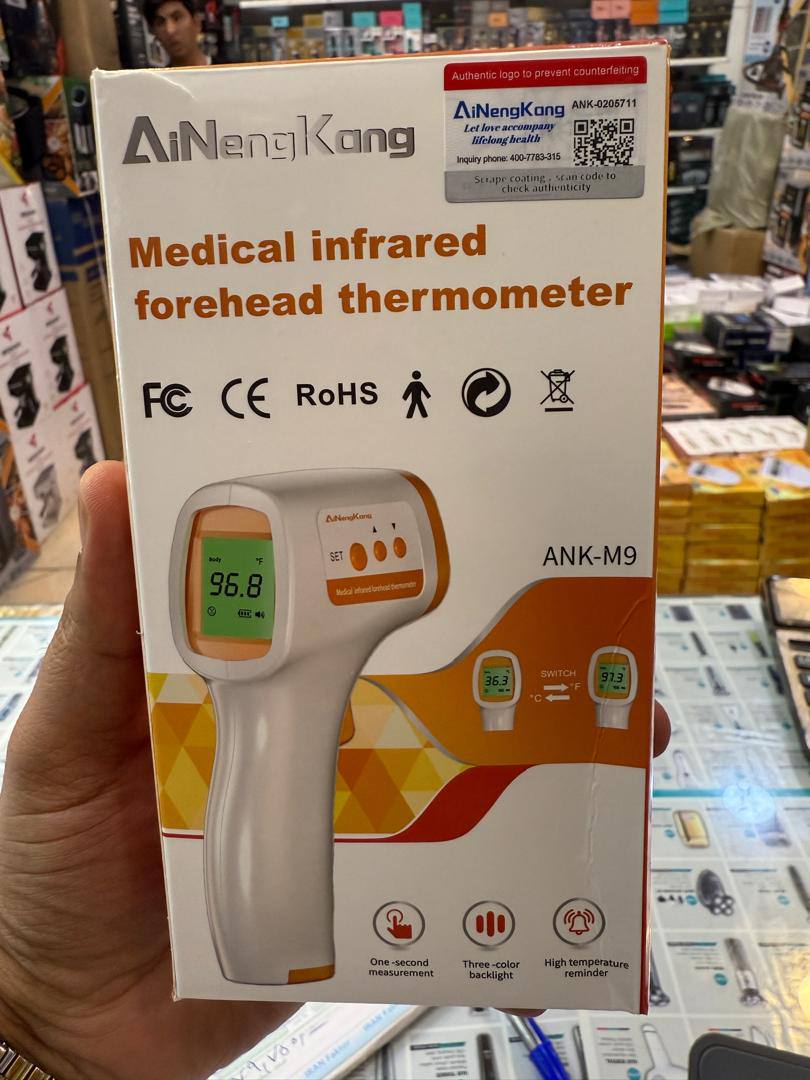 Authentic logo to prevent counterfeiting
AiNengKang
ANK-0205711
Let love accompany
lifelong health
Inquiry phone: 400-7783-315
Scrape coating , scan code to
check authenticity
AiNengKang
Medical infrared
forehead thermometer
FC CE RoHS
AiNengKang
SET
Medical infrared forehead thermometer
Body °F
96.8
ANK-M9
36.3
SWITCH
°C °F
97.3
One-second
measurement
Three-color
backlight
High temperature
reminder